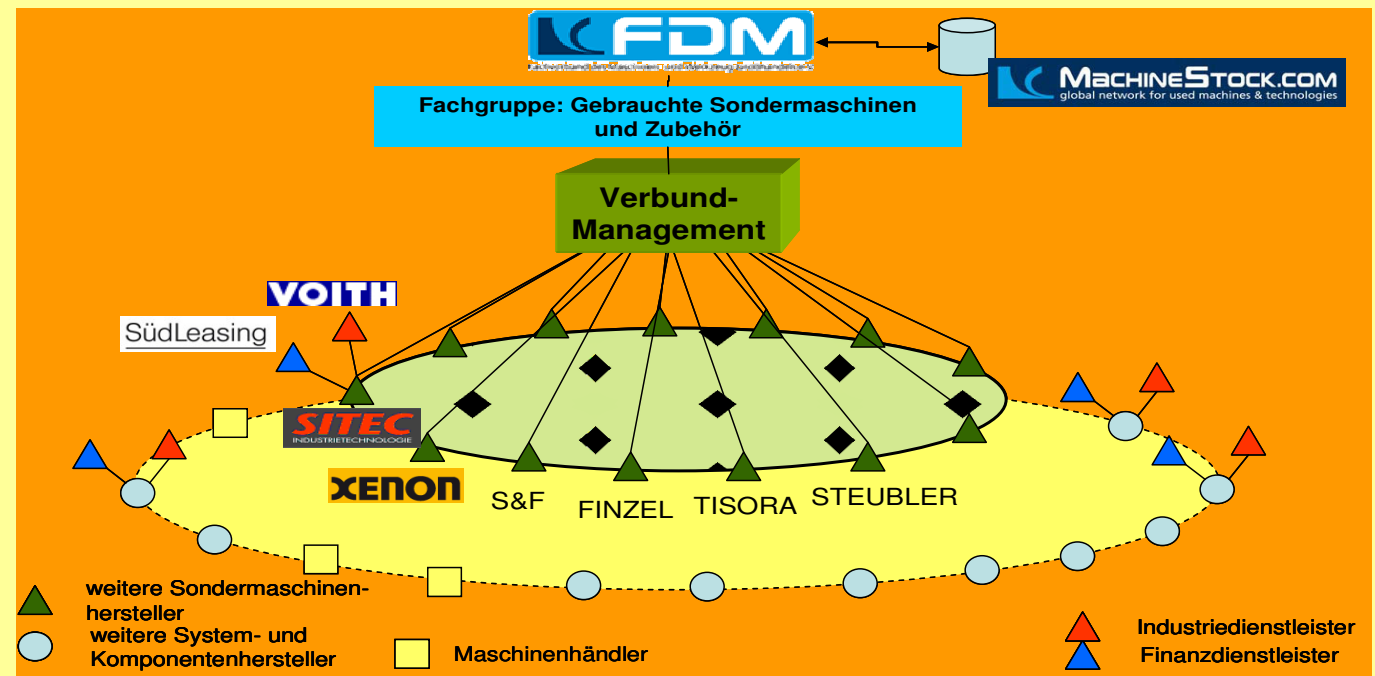 FDM
MACHINESTOCK.COM
global network for used machines & technologies
Fachgruppe: Gebrauchte Sondermaschinen
und Zubehör
Verbund-
Management
VOITH
SüdLeasing
SITEC
INDUSTRIETECHNOLOGIE
XENON
S&F
FINZEL
TISORA
STEUBLER
weitere Sondermaschinen-
hersteller
weitere System- und
Komponentenhersteller
Maschinenhändler
Industriedienstleister
Finanzdienstleister